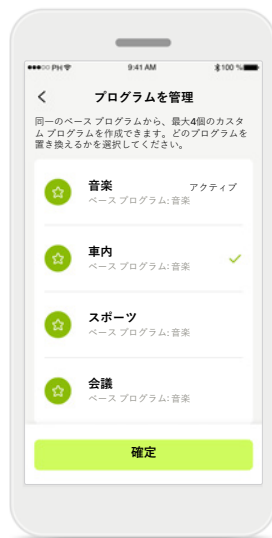 ●●●○○ PH 9:41 AM 100 %
プログラムを管理
同一のベース プログラムから、最大4個のカスタ
ム プログラムを作成できます。どのプログラムを
置き換えるかを選択してください。
音楽 アクティブ
ベース プログラム: 音楽
車内
ベース プログラム: 音楽
スポーツ
ベース プログラム: 音楽
会議
ベース プログラム: 音楽
確定